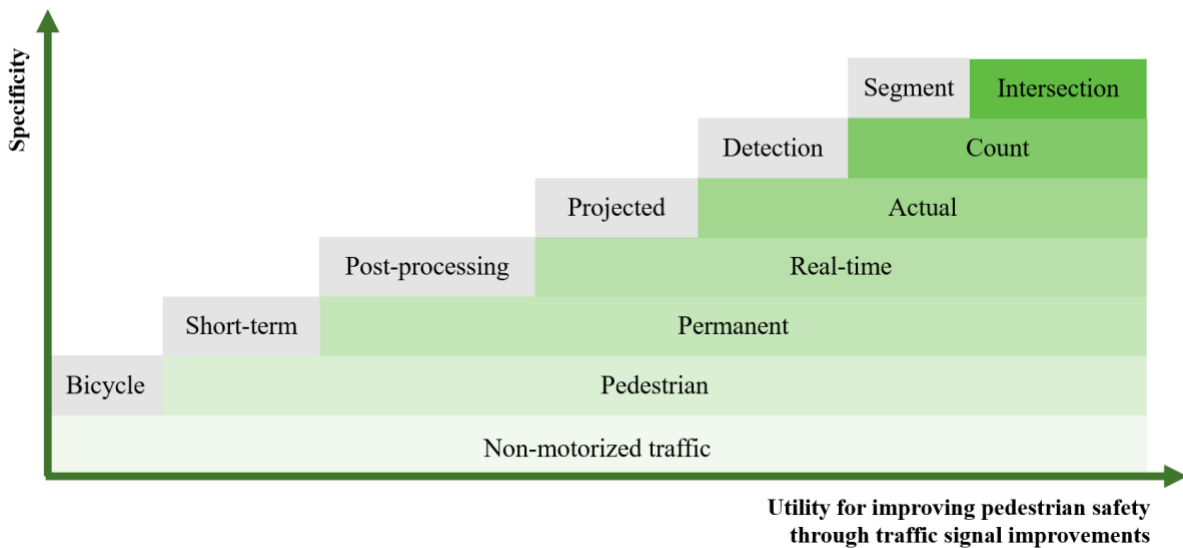 Specificity
Segment
Intersection
Detection
Count
Projected
Actual
Post-processing
Real-time
Short-term
Permanent
Bicycle
Pedestrian
Non-motorized traffic
Utility for improving pedestrian safety
through traffic signal improvements